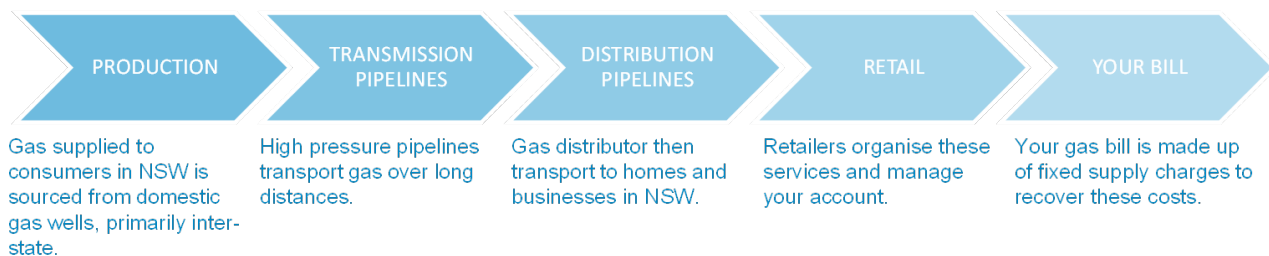 PRODUCTION
TRANSMISSION
PIPELINES
DISTRIBUTION
PIPELINES
RETAIL
YOUR BILL
Gas supplied to
consumers in NSW is
sourced from domestic
gas wells, primarily inter-
state.
High pressure pipelines
transport gas over long
distances.
Gas distributor then
transport to homes and
businesses in NSW.
Retailers organise these
services and manage
your account.
Your gas bill is made up
of fixed supply charges to
recover these costs.